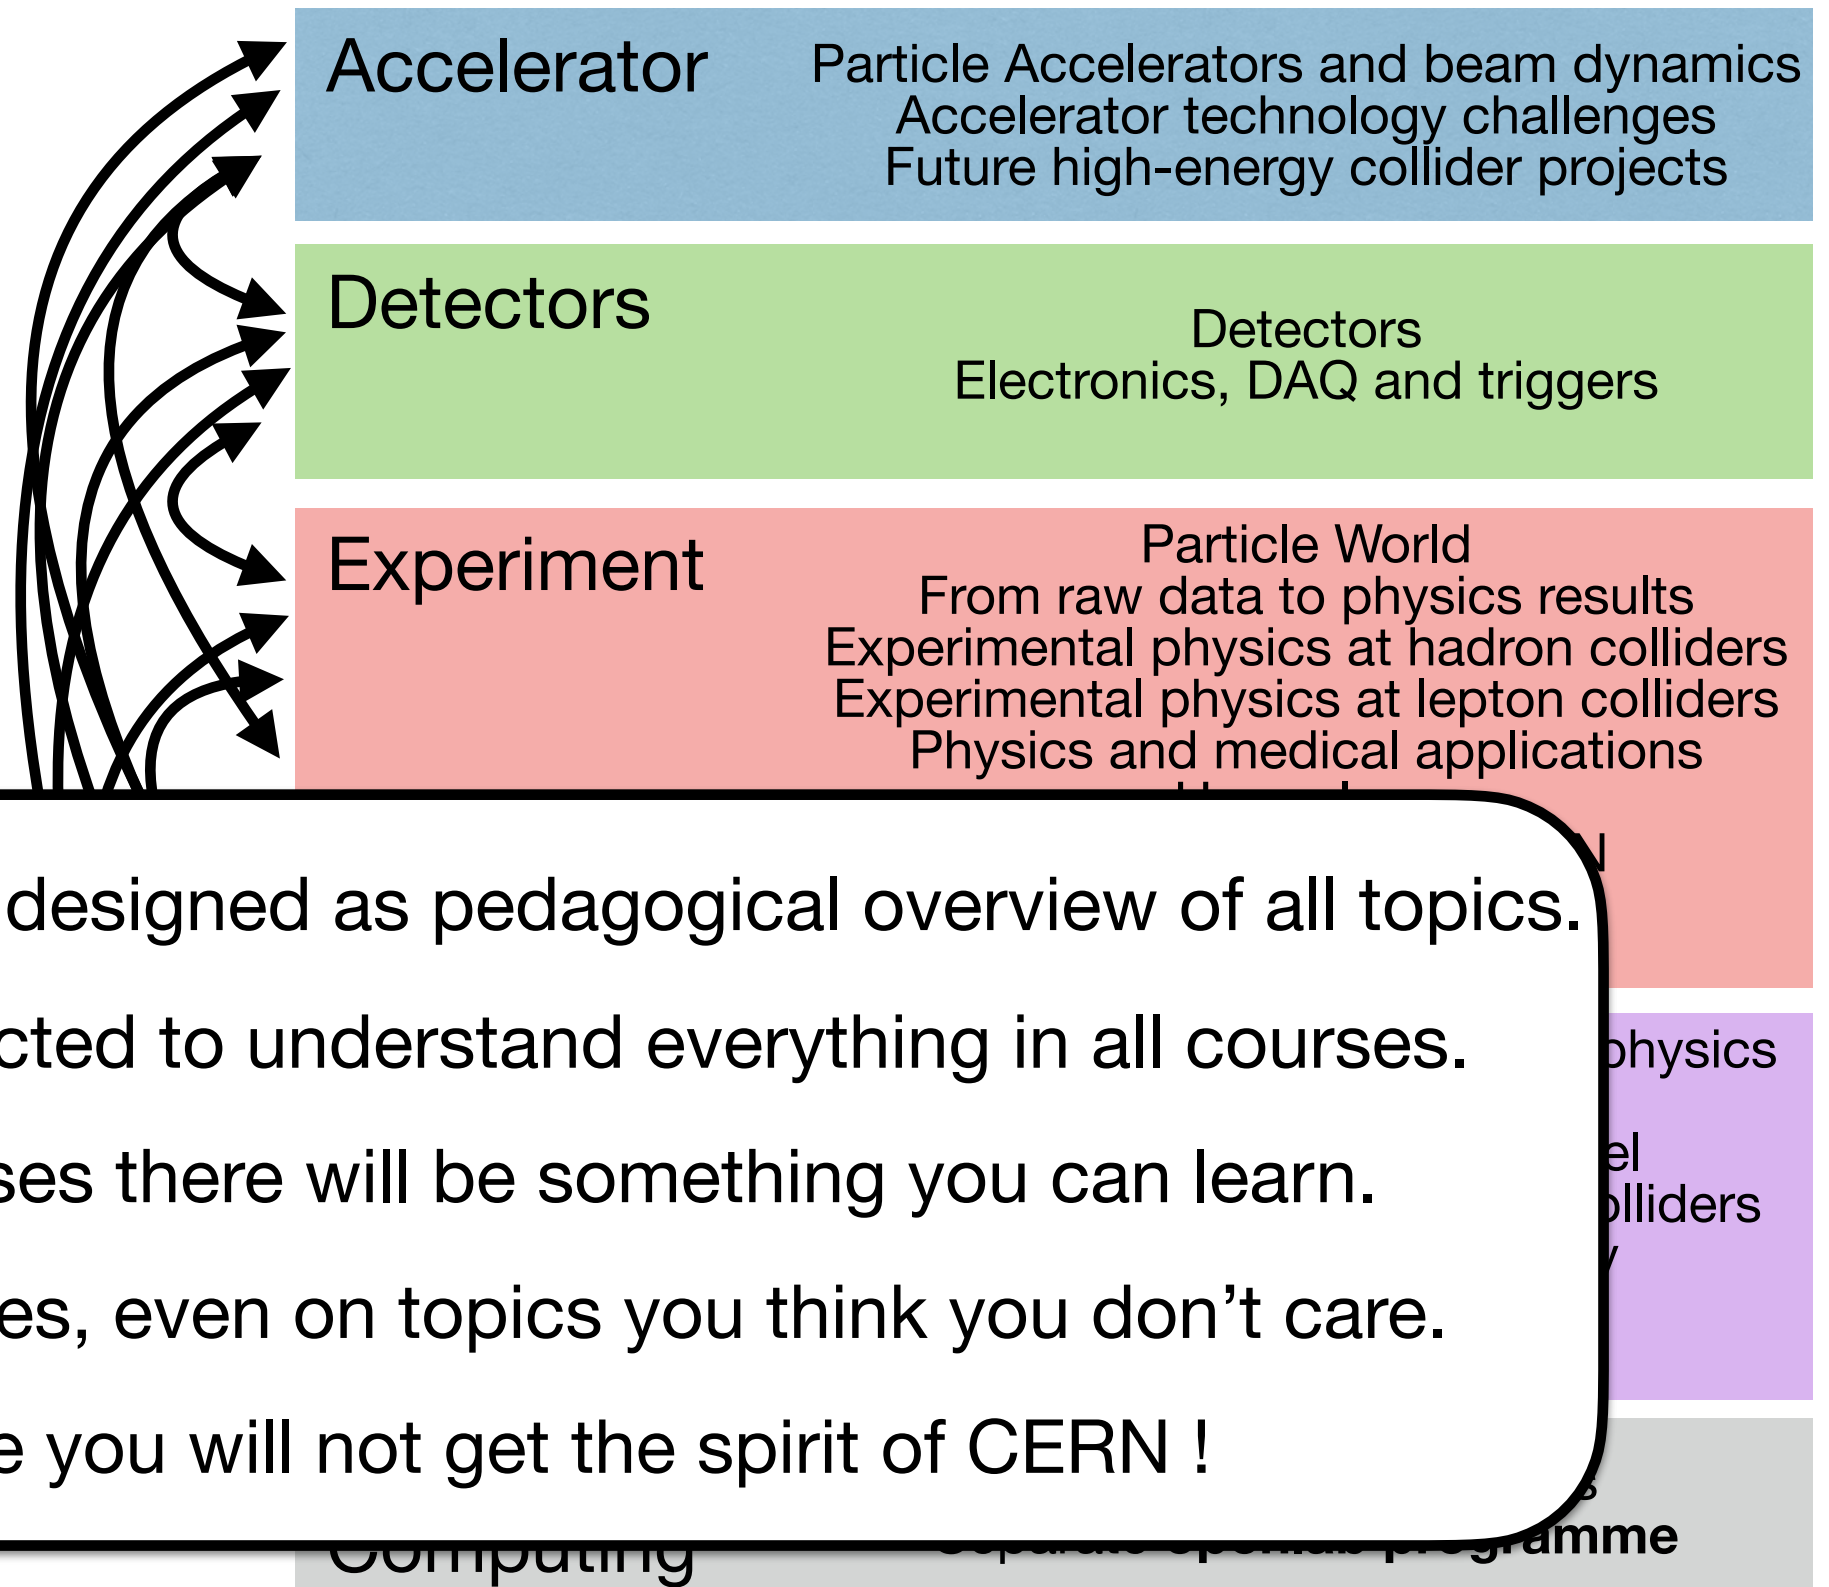 Accelerator
Particle Accelerators and beam dynamics
Accelerator technology challenges
Future high-energy collider projects
Detectors
Detectors
Electronics, DAQ and triggers
Experiment
Particle World
From raw data to physics results
Experimental physics at hadron colliders
Experimental physics at lepton colliders
Physics and medical applications
designed as pedagogical overview of all topics.
cted to understand everything in all courses.
physics
ses there will be something you can learn.
el
olliders
es, even on topics you think you don’t care.
e you will not get the spirit of CERN !
Computing
Separate openlab programme